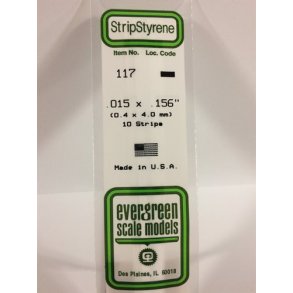 StripStyrene
Item No. Loc. Code
117
.015 x .156"
(0.4 x 4.0 mm)
10 Strips
Made in U.S.A.
evergreen
scale models
Des Plaines, IL 60018